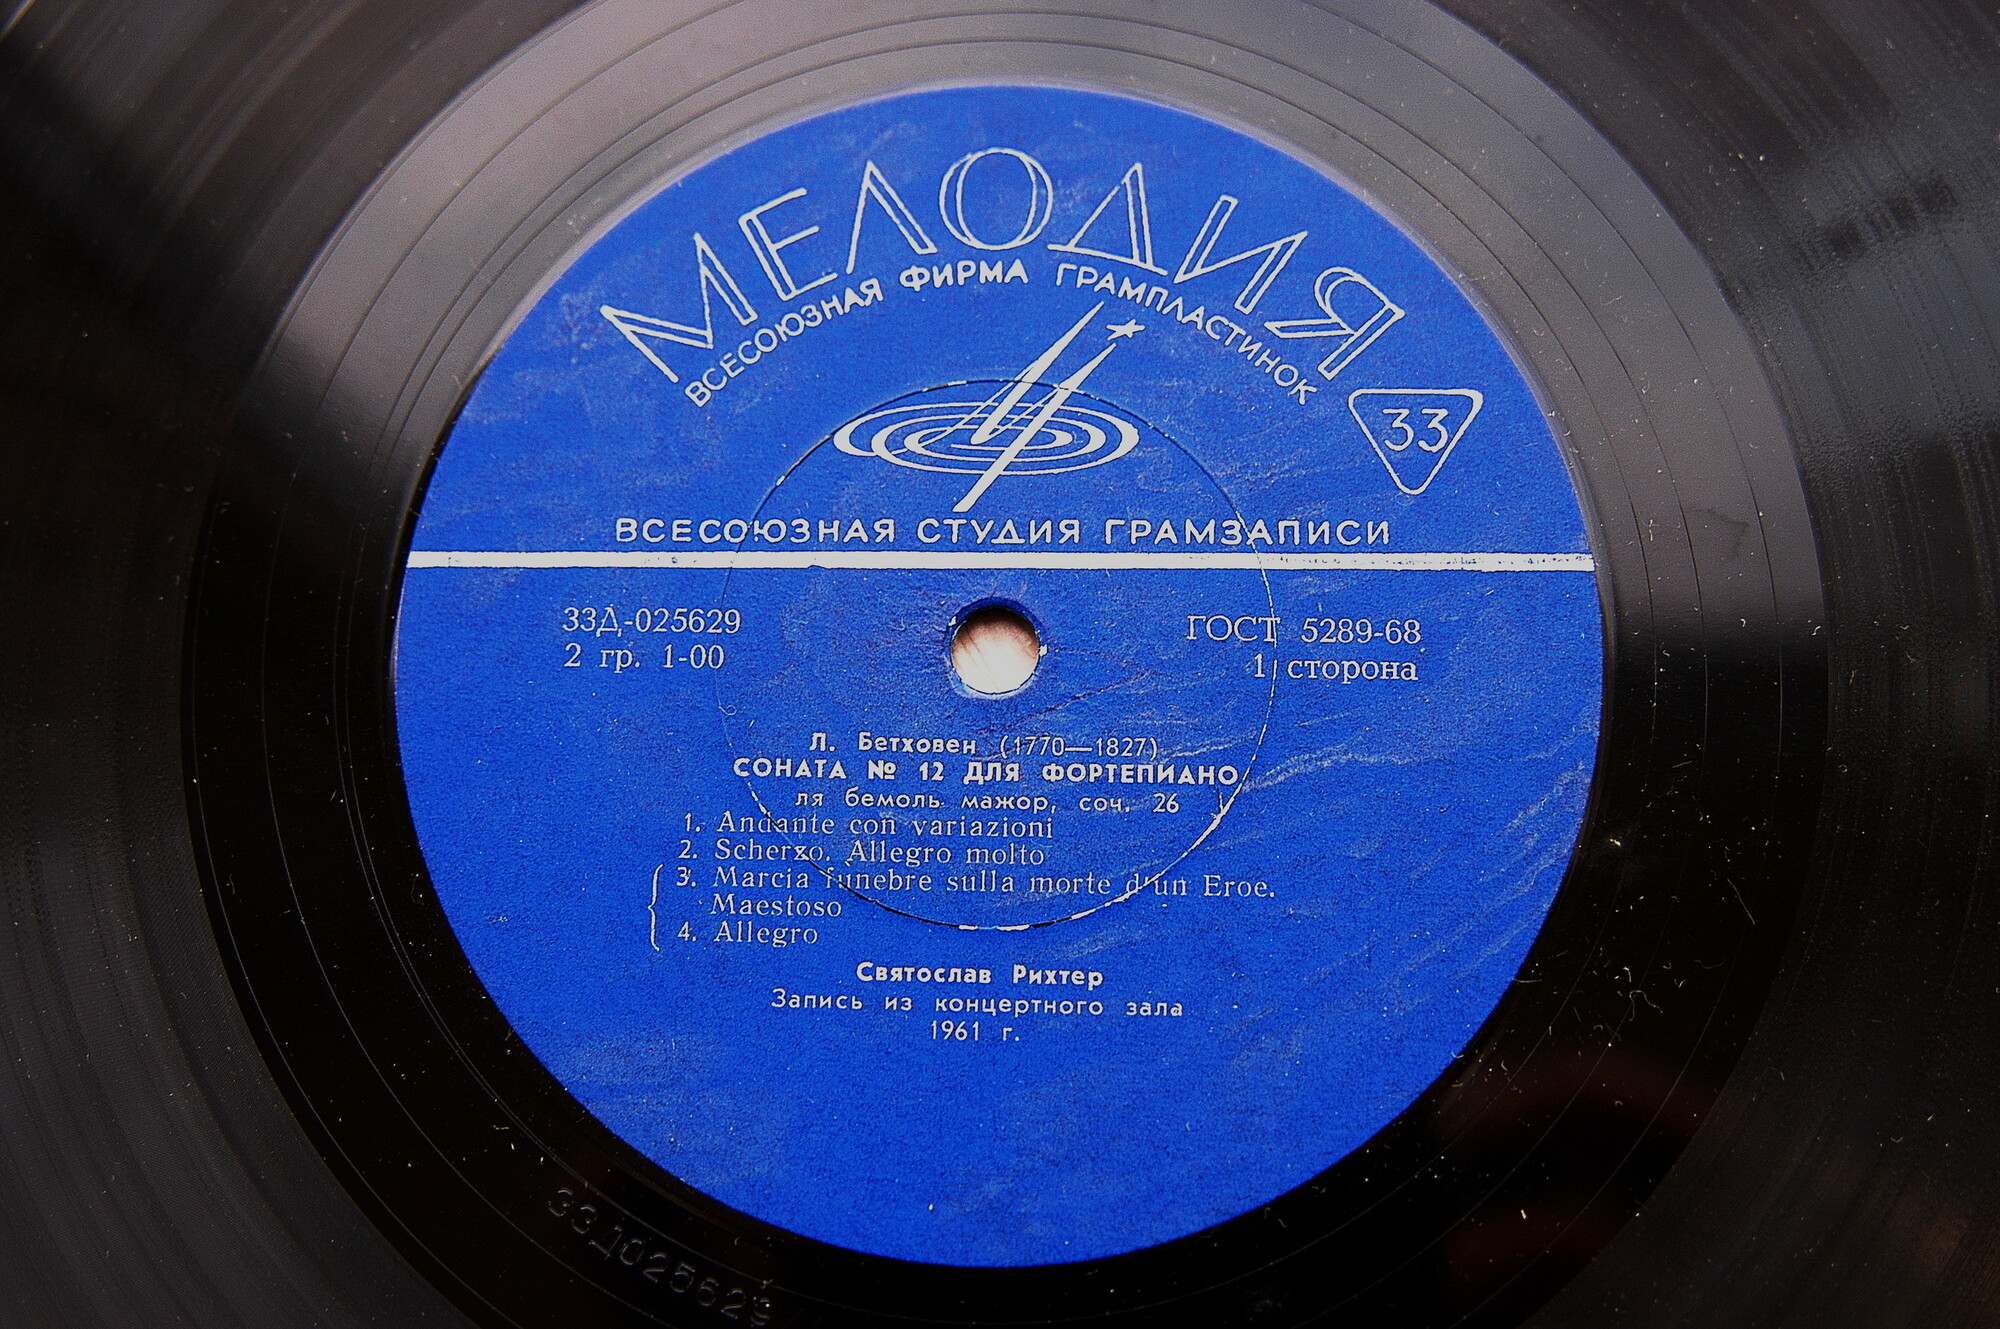 МЕЛОДИЯ
ВСЕСОЮЗНАЯ ФИРМА ГРАМПЛАСТИНОК
33
ВСЕСОЮЗНАЯ СТУДИЯ ГРАМЗАПИСИ
33Д-025629
2 гр. 1-00
ГОСТ 5289-68
1 сторона
Л. Бетховен (1770—1827)
СОНАТА № 12 ДЛЯ ФОРТЕПИАНО
ля бемоль мажор, соч. 26
1. Andante con variazioni
2. Scherzo. Allegro molto
3. Marcia funebre sulla morte d'un Eroe.
Maestoso
4. Allegro
Святослав Рихтер
Запись из концертного зала
1961 г.
33Д025629